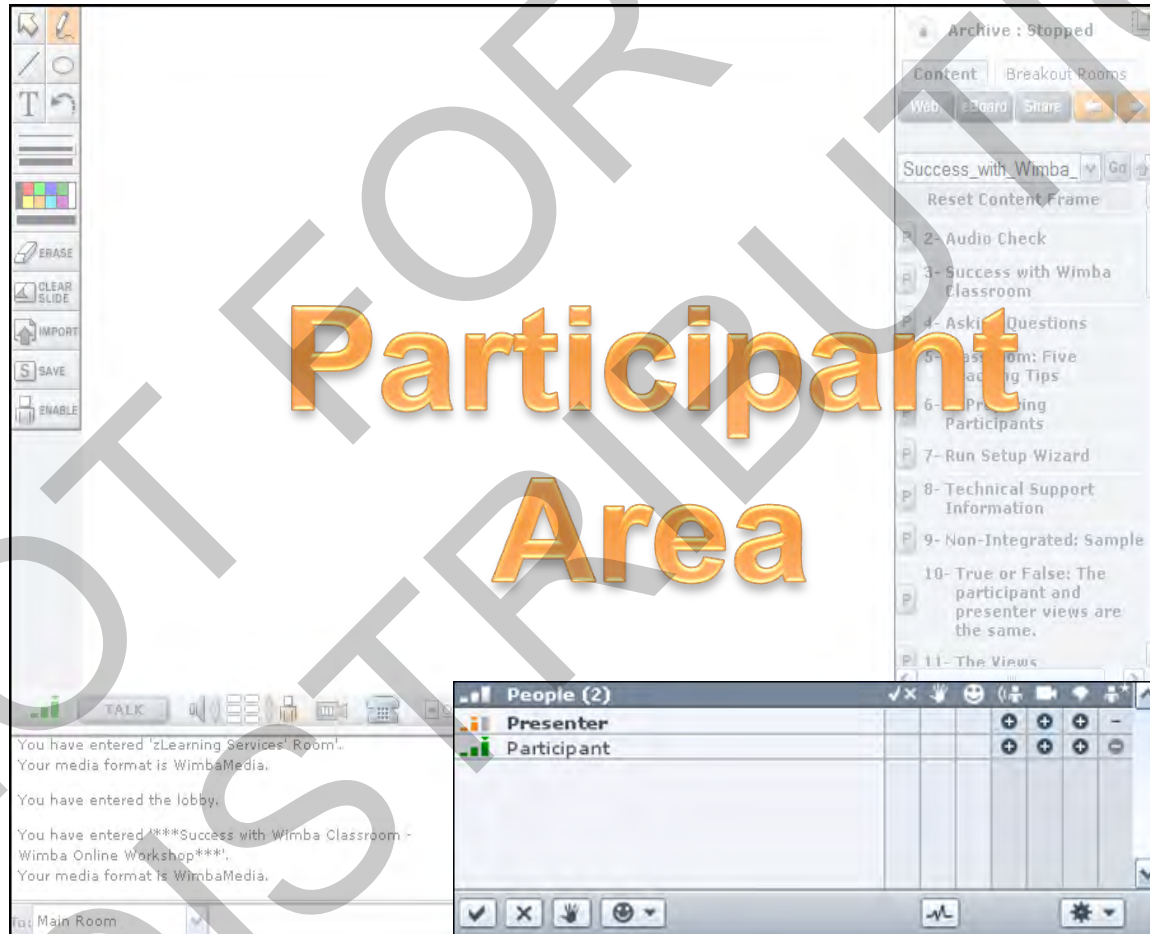 Archive : Stopped
Content Breakout Rooms
Web eBoard Share
T
Success_with_Wimba_ Go
Reset Content Frame
P 2- Audio Check
P 3- Success with Wimba
Classroom
P 4- Asking Questions
5- Classroom: Five
Teaching Tips
P 6- Preparing
Participants
P 7- Run Setup Wizard
P 8- Technical Support
Information
P 9- Non-Integrated: Sample
P 10- True or False: The
participant and
presenter views are
the same.
P 11- The Views
ERASE
CLEAR
SLIDE
IMPORT
S SAVE
ENABLE
Participant
Area
TALK
You have entered 'zLearning Services' Room'.
Your media format is WimbaMedia.
You have entered the lobby.
You have entered '***Success with Wimba Classroom -
Wimba Online Workshop***'.
Your media format is WimbaMedia.
To: Main Room
People (2)
Presenter
Participant
NOT FOR
DISTRIBUTION